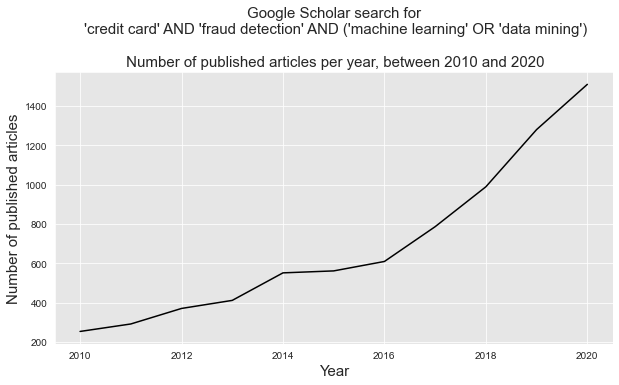 Google Scholar search for
'credit card' AND 'fraud detection' AND ('machine learning' OR 'data mining')
Number of published articles per year, between 2010 and 2020
Number of published articles
1400
1200
1000
800
600
400
200
2010 2012 2014 2016 2018 2020
Year